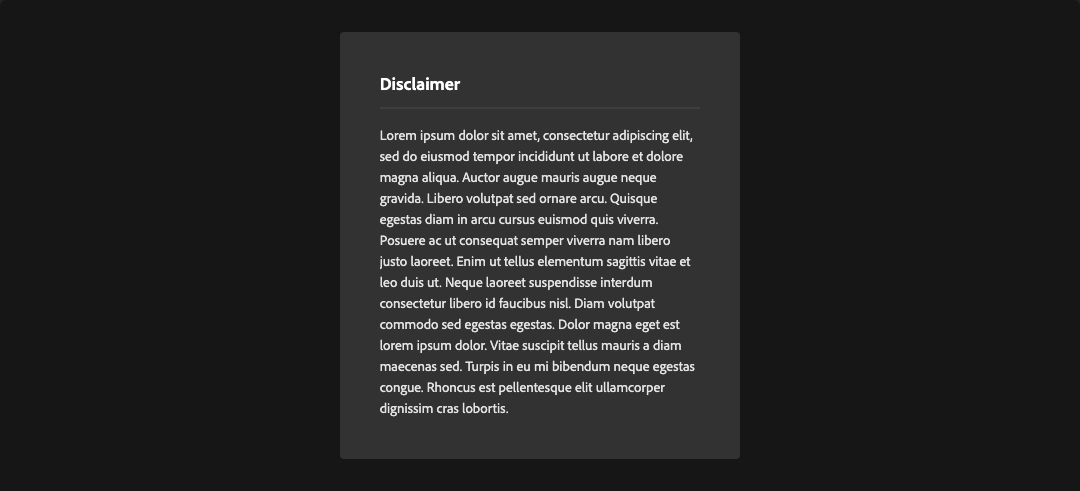 Disclaimer
Lorem ipsum dolor sit amet, consectetur adipiscing elit,
sed do eiusmod tempor incididunt ut labore et dolore
magna aliqua. Auctor augue mauris augue neque
gravida. Libero volutpat sed ornare arcu. Quisque
egestas diam in arcu cursus euismod quis viverra.
Posuere ac ut consequat semper viverra nam libero
justo laoreet. Enim ut tellus elementum sagittis vitae et
leo duis ut. Neque laoreet suspendisse interdum
consectetur libero id faucibus nisl. Diam volutpat
commodo sed egestas egestas. Dolor magna eget est
lorem ipsum dolor. Vitae suscipit tellus mauris a diam
maecenas sed. Turpis in eu mi bibendum neque egestas
congue. Rhoncus est pellentesque elit ullamcorper
dignissim cras lobortis.